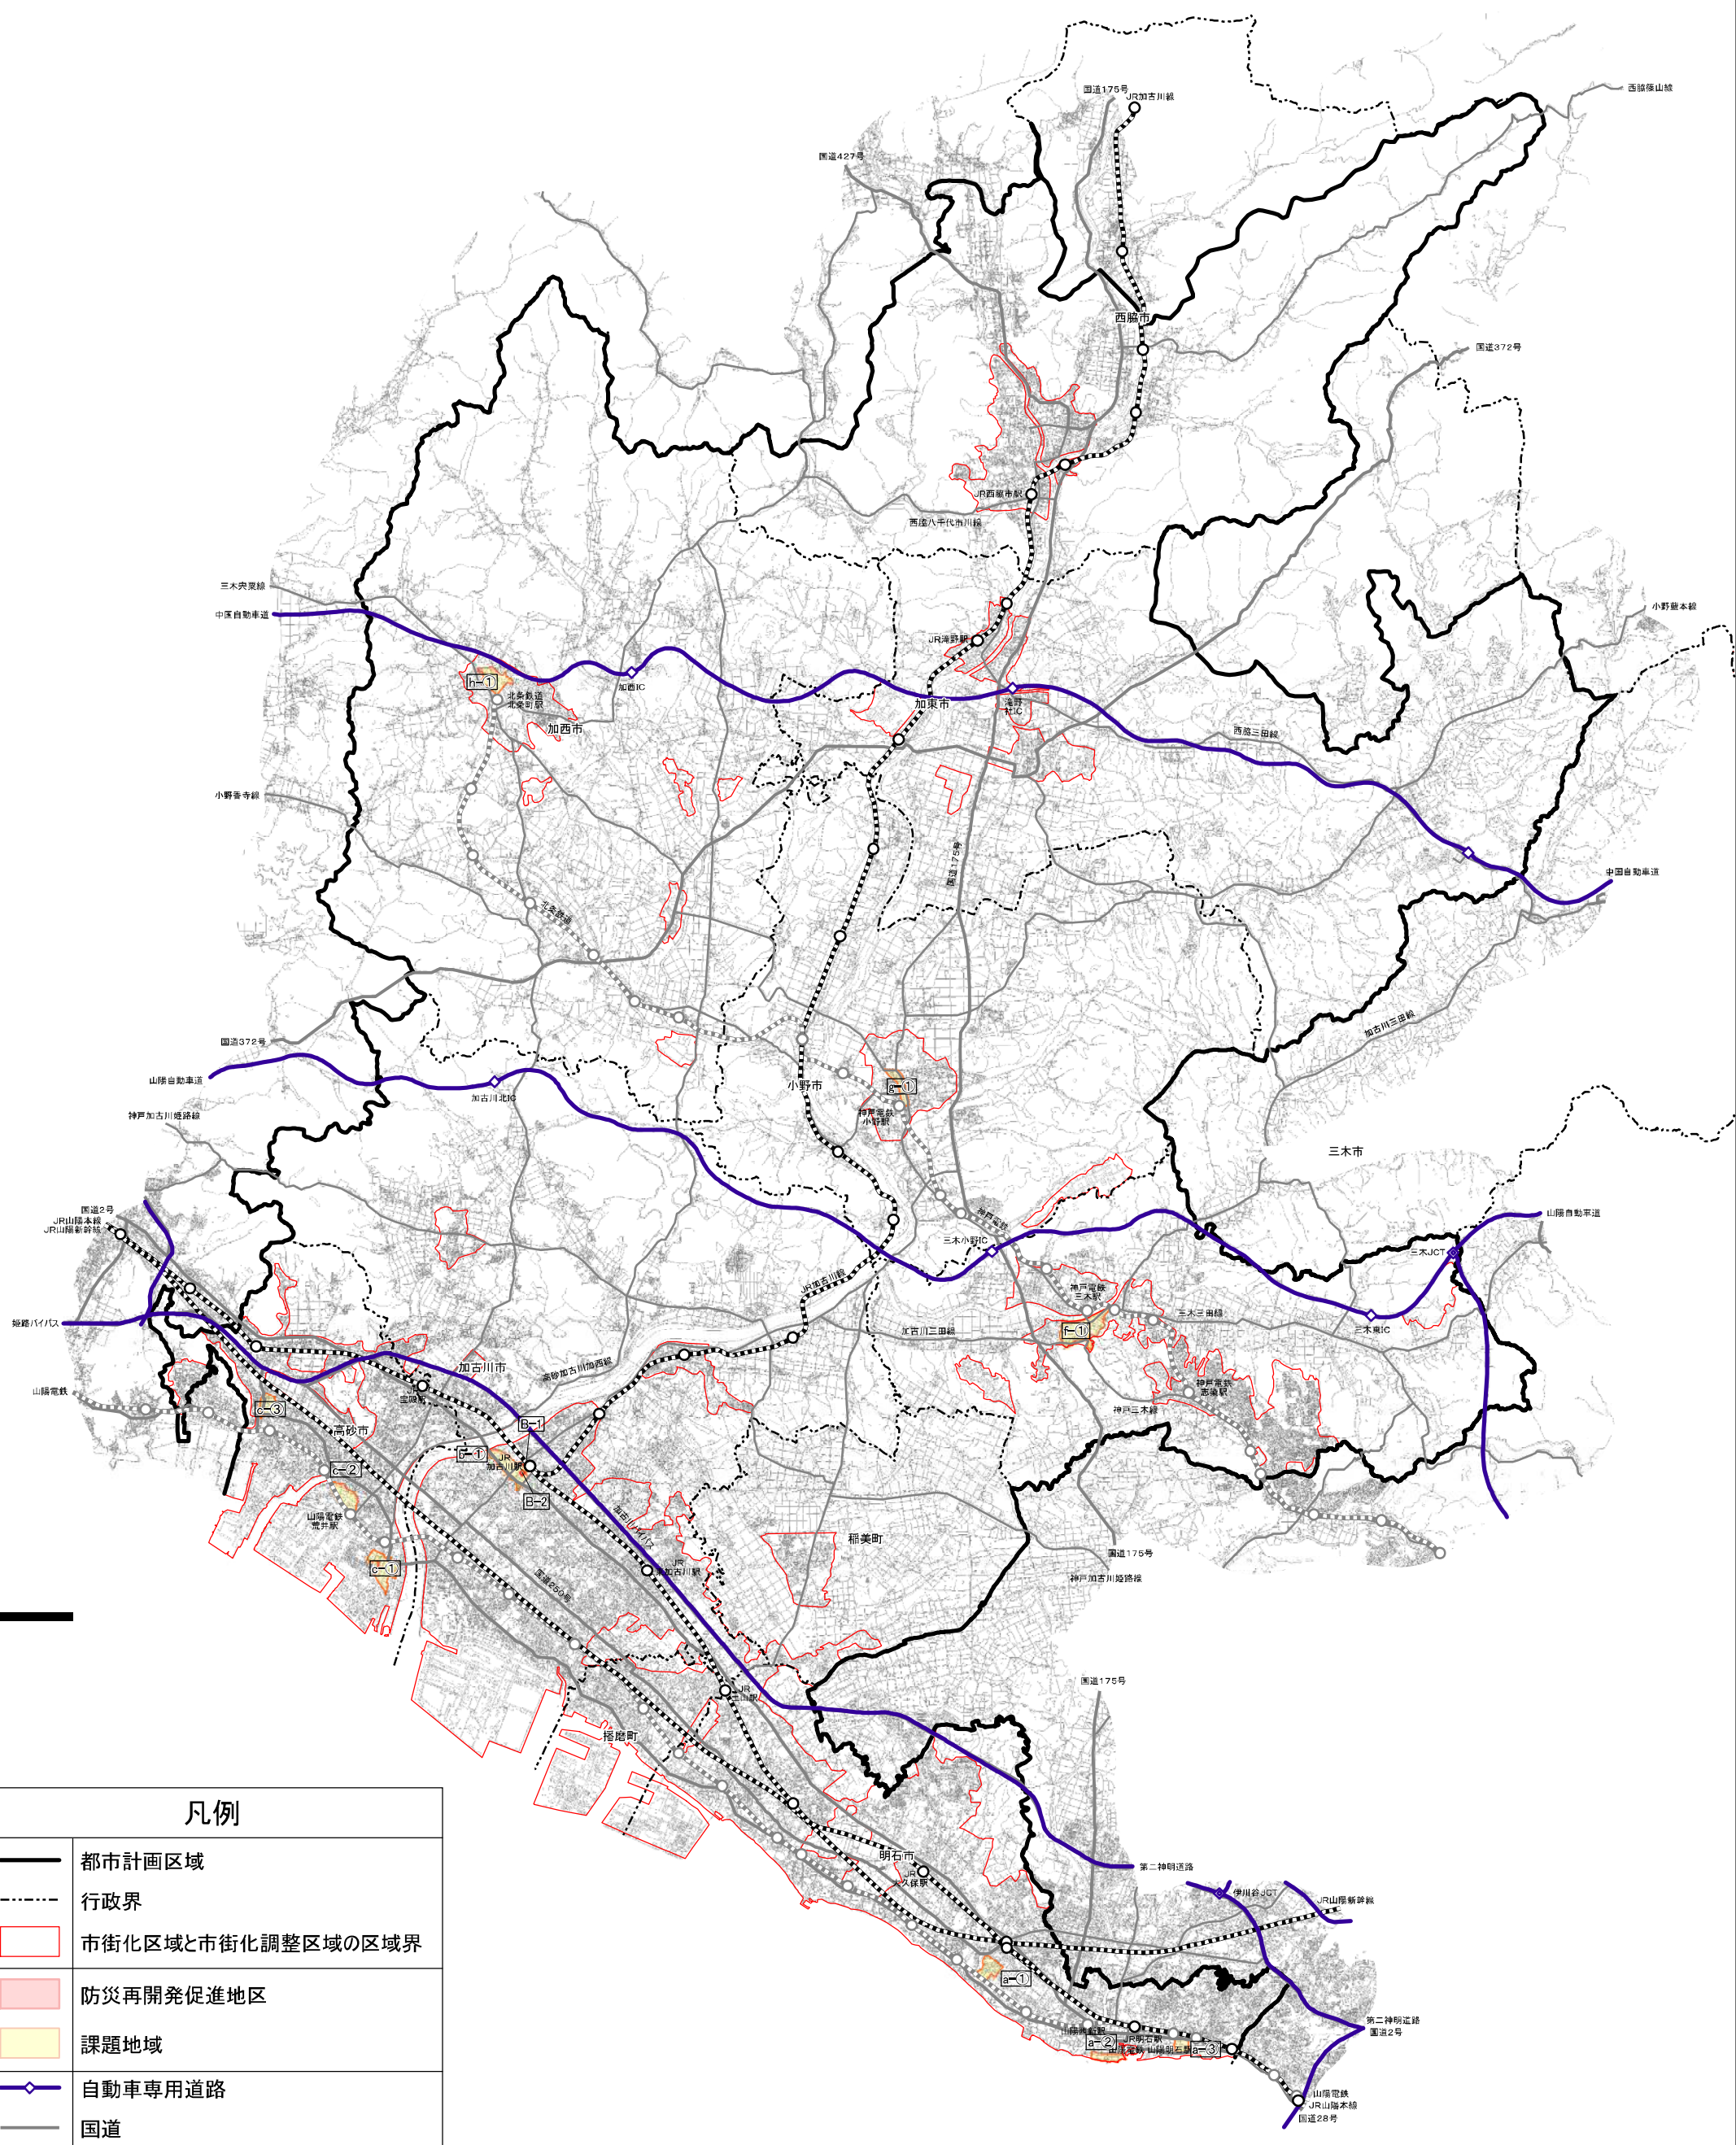 国道175号
JR加古川線
西脇篠山線
国道427号
西脇市
国道372号
JR西脇市駅
西脇八千代市川線
三木宍粟線
中国自動車道
小野藍本線
JR滝野駅
h-①
北条鉄道
北条町駅
加西IC
加東市
滝野
社IC
加西市
西脇三田線
小野香寺線
国道175号
中国自動車道
北条鉄道
加古川三田線
国道372号
山陽自動車道
加古川北IC
小野市
g-①
神戸電鉄
小野駅
神戸加古川姫路線
三木市
国道2号
JR山陽本線
JR山陽新幹線
神戸電鉄
三木小野IC
山陽自動車道
三木JCT
JR加古川線
神戸電鉄
三木駅
三木三田線
姫路バイパス
f-①
加古川三田線
三木東IC
加古川市
高砂加古川加西線
山陽電鉄
JR
宝殿駅
神戸電鉄
志染駅
c-③
神戸三木線
高砂市
B-1
b-①
JR
加古川駅
c-②
B-2
山陽電鉄
荒井駅
加古川バイパス
稲美町
国道175号
c-①
JR
東加古川駅
神戸加古川姫路線
国道250号
国道175号
JR
土山駅
播磨町
凡例
都市計画区域
明石市
JR
大久保駅
第二神明道路
行政界
伊川谷JCT
JR山陽新幹線
市街化区域と市街化調整区域の区域界
a-①
防災再開発促進地区
第二神明道路
国道2号
a-②
JR明石駅
山陽電鉄 山陽明石駅
a-③
課題地域
自動車専用道路
山陽電鉄
JR山陽本線
国道28号
国道